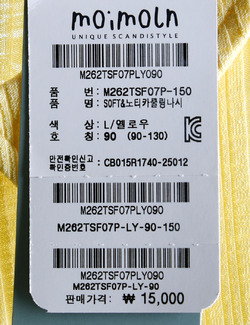 moimoln
UNIQUE SCANDISTYLE
M262TSF07PLY090
품 번: M262TSF07P-150
품 명: SOFT&노티카쿨링나시
색 상: L/옐로우
호 칭: 90 (90-130)
안전확인신고
확인증번호 : CB015R1740-25012
M262TSF07PLY090
M262TSF07P-LY-90-150
M262TSF07PLY090
M262TSF07P-LY-90
판매가격: ₩ 15,000